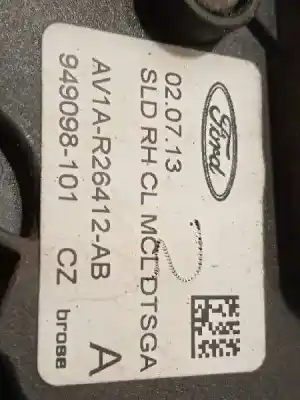 Ford
02.07.13
SLD RH CL MCLDTSGA
AV1A-R26412-AB
949098-101 CZ
A
brose